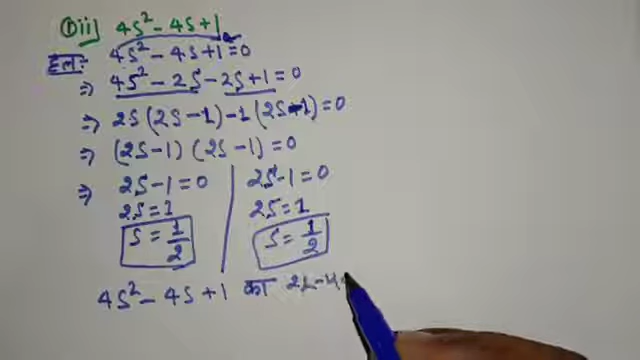 (ii) 4S² - 4S + 1
हल: 4S² - 4S + 1 = 0
⇒ 4S² - 2S - 2S + 1 = 0
⇒ 2S (2S - 1) - 1 (2S - 1) = 0
⇒ (2S - 1) (2S - 1) = 0
⇒ 2S - 1 = 0 | 2S - 1 = 0
2S = 1 | 2S = 1
S = 1/2 | S = 1/2
4S² - 4S + 1 का